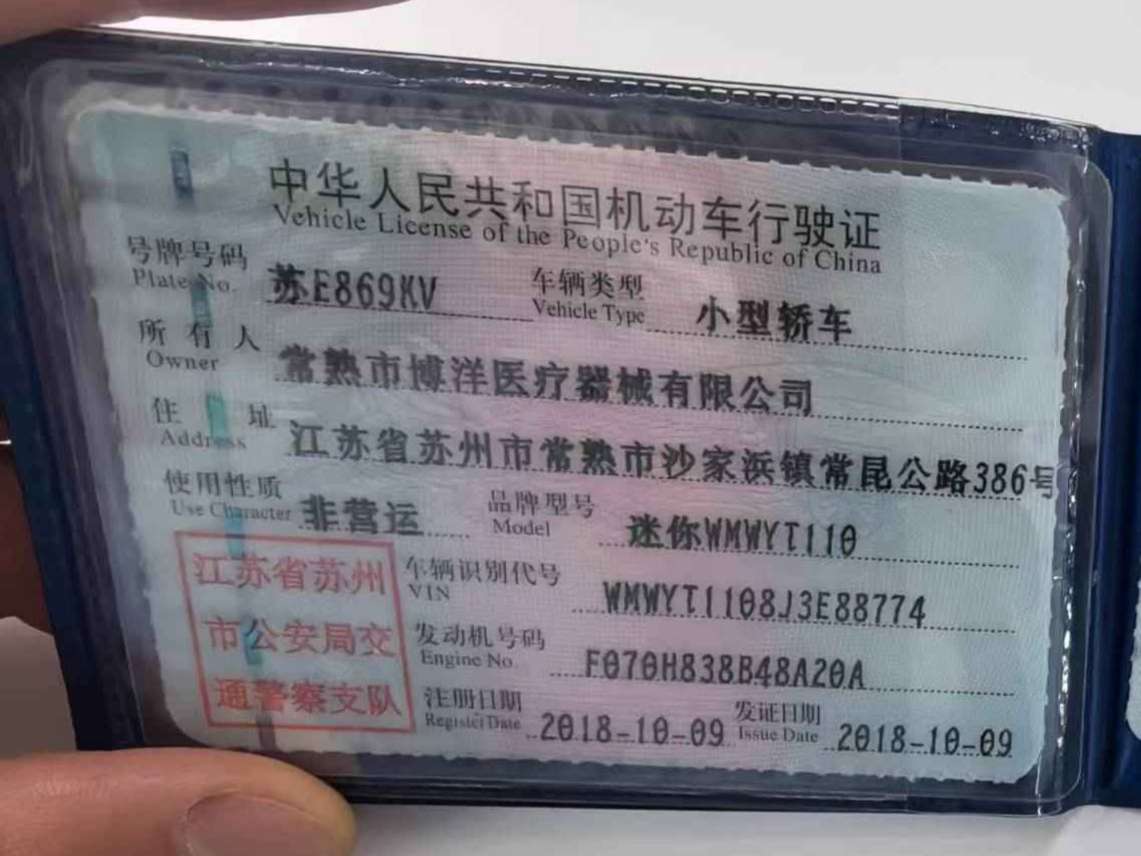 中华人民共和国机动车行驶证
Vehicle License of the People's Republic of China
号牌号码 苏E869KV 车辆类型 小型轿车
Plate No. Vehicle Type
所有人 常熟市博洋医疗器械有限公司
Owner
住址 江苏省苏州市常熟市沙家浜镇常昆公路386号
Address
使用性质 非营运 品牌型号 迷你WMWYT110
Use Character Model
江苏省苏州 车辆识别代号 WMWYT1108J3E88774
VIN
市公安局交 发动机号码 F070H838B48A20A
Engine No.
通警察支队 注册日期 2018-10-09 发证日期 2018-10-09
Register Date Issue Date